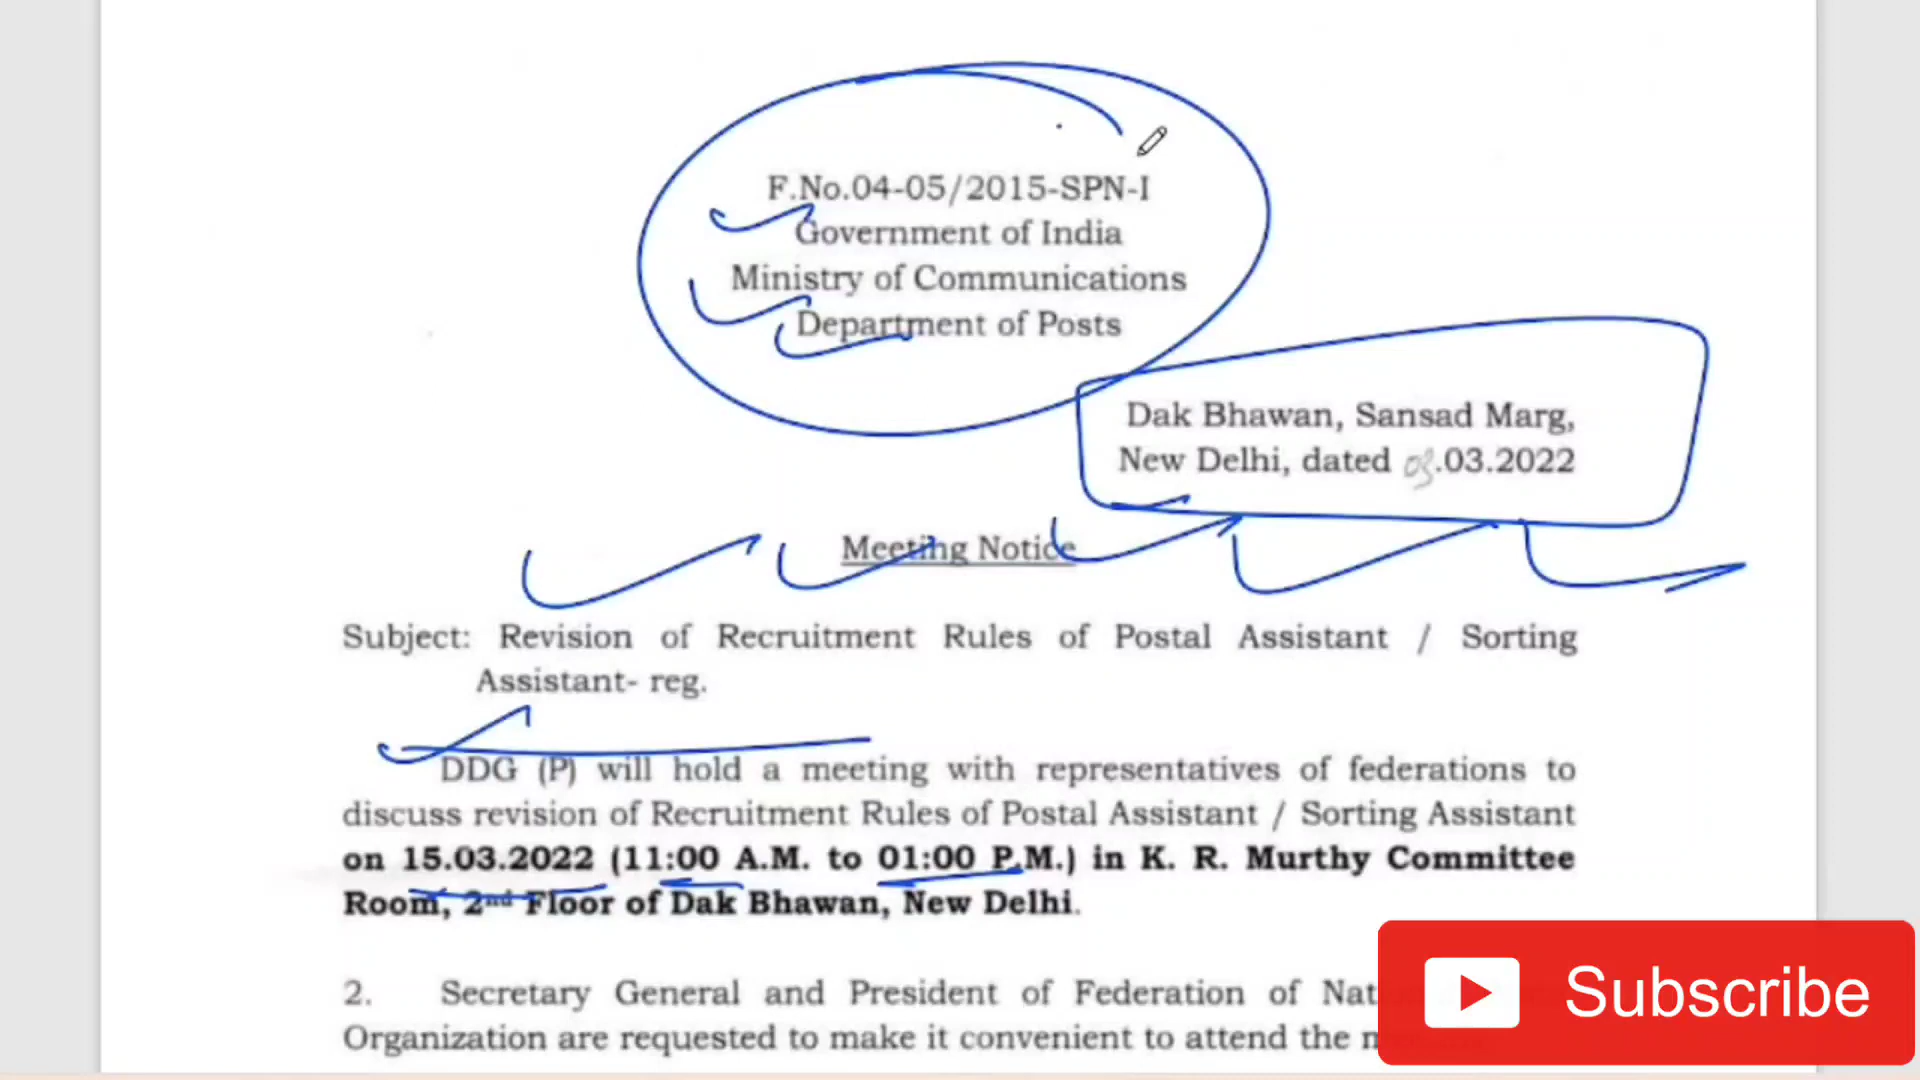 F.No.04-05/2015-SPN-I
Government of India
Ministry of Communications
Department of Posts
Dak Bhawan, Sansad Marg,
New Delhi, dated .03.2022
Meeting Notice
Subject: Revision of Recruitment Rules of Postal Assistant / Sorting
Assistant- reg.
DDG (P) will hold a meeting with representatives of federations to
discuss revision of Recruitment Rules of Postal Assistant / Sorting Assistant
on 15.03.2022 (11:00 A.M. to 01:00 P.M.) in K. R. Murthy Committee
Room, 2nd Floor of Dak Bhawan, New Delhi.
2. Secretary General and President of Federation of
Organization are requested to make it convenient to attend the
Subscribe